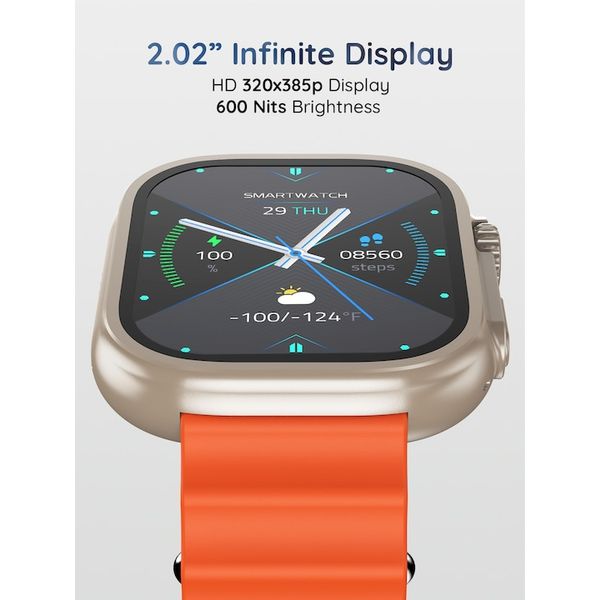 2.02” Infinite Display
HD 320x385p Display
600 Nits Brightness
SMARTWATCH
29 THU
100
%
08560
steps
-100/-124°F